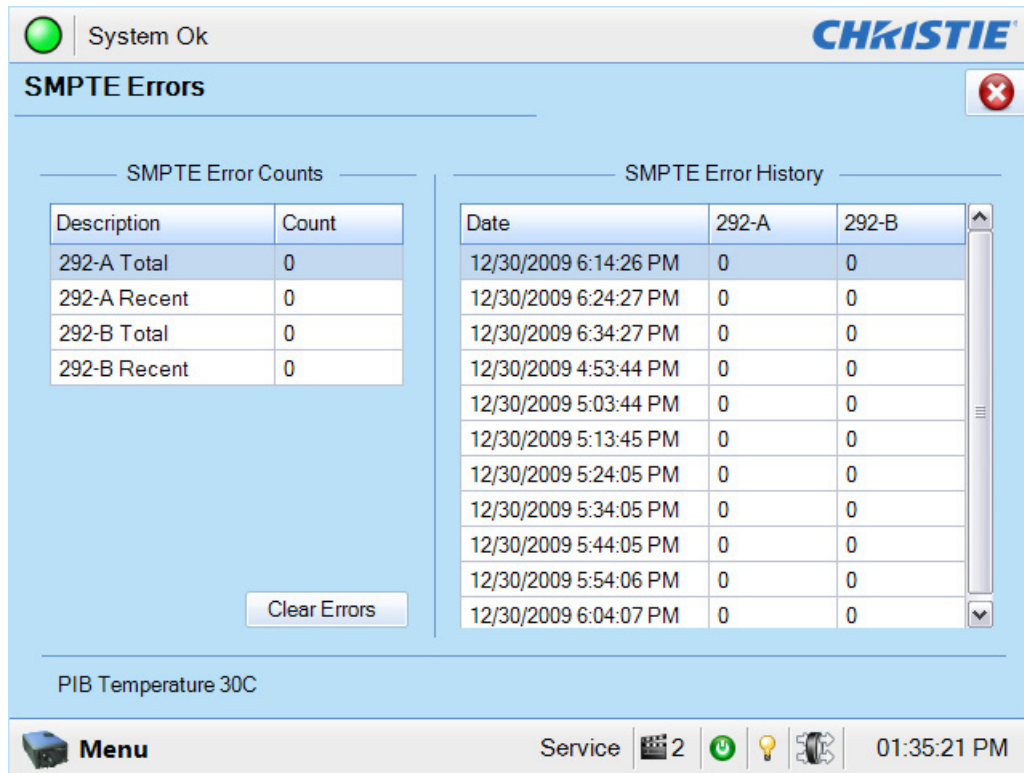 System Ok
CHRISTIE
SMPTE Errors
SMPTE Error Counts
Description Count
292-A Total 0
292-A Recent 0
292-B Total 0
292-B Recent 0
Clear Errors
SMPTE Error History
Date 292-A 292-B
12/30/2009 6:14:26 PM 0 0
12/30/2009 6:24:27 PM 0 0
12/30/2009 6:34:27 PM 0 0
12/30/2009 4:53:44 PM 0 0
12/30/2009 5:03:44 PM 0 0
12/30/2009 5:13:45 PM 0 0
12/30/2009 5:24:05 PM 0 0
12/30/2009 5:34:05 PM 0 0
12/30/2009 5:44:05 PM 0 0
12/30/2009 5:54:06 PM 0 0
12/30/2009 6:04:07 PM 0 0
PIB Temperature 30C
Menu
Service 2 01:35:21 PM